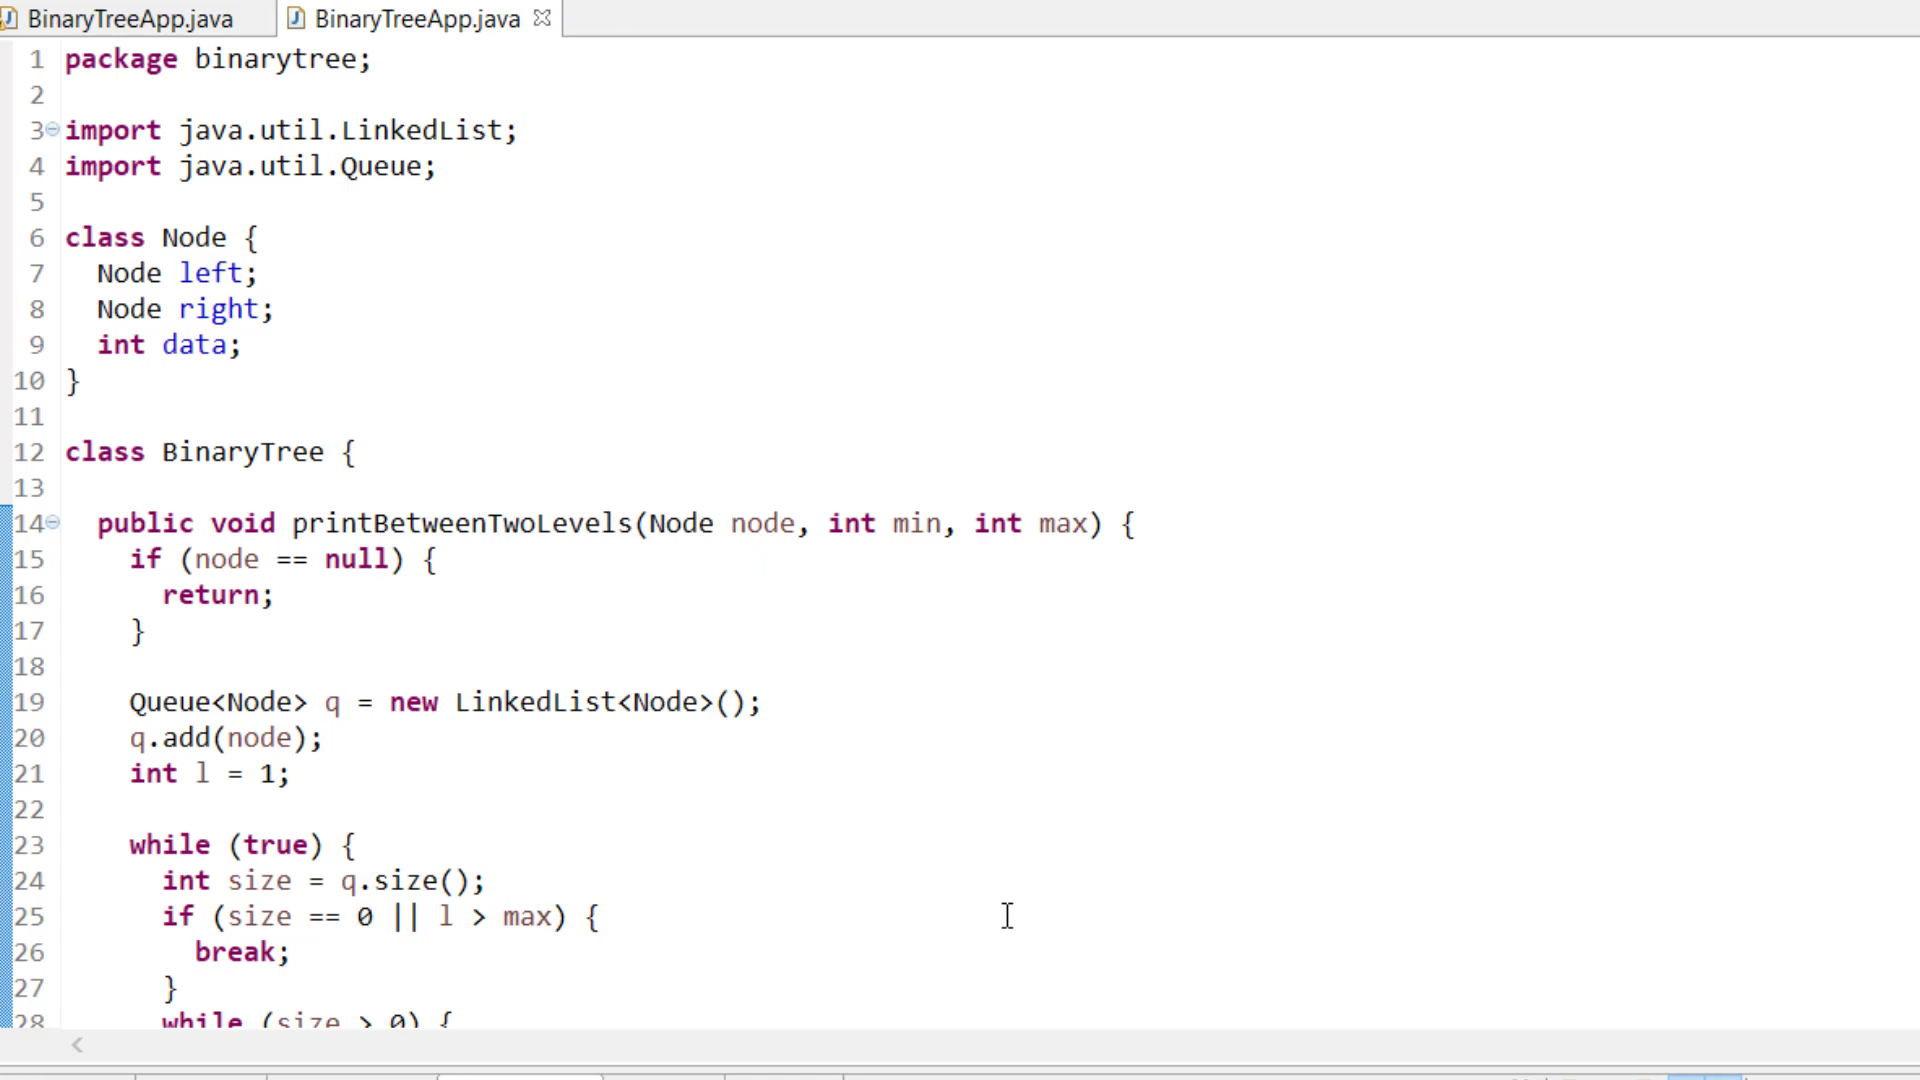 BinaryTreeApp.java BinaryTreeApp.java
1 package binarytree;
2
3 import java.util.LinkedList;
4 import java.util.Queue;
5
6 class Node {
7   Node left;
8   Node right;
9   int data;
10 }
11
12 class BinaryTree {
13
14   public void printBetweenTwoLevels(Node node, int min, int max) {
15     if (node == null) {
16       return;
17     }
18
19     Queue<Node> q = new LinkedList<Node>();
20     q.add(node);
21     int l = 1;
22
23     while (true) {
24       int size = q.size();
25       if (size == 0 || l > max) {
26         break;
27       }
28       while (size > 0) {